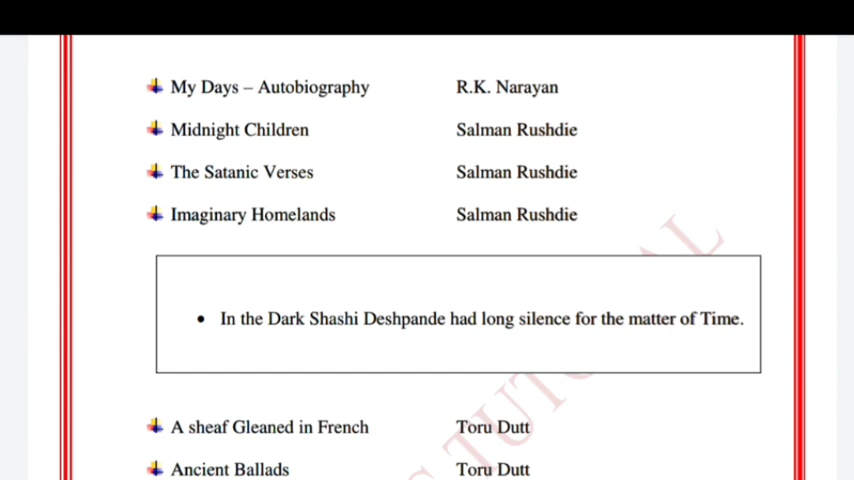 My Days – Autobiography R.K. Narayan
Midnight Children Salman Rushdie
The Satanic Verses Salman Rushdie
Imaginary Homelands Salman Rushdie
• In the Dark Shashi Deshpande had long silence for the matter of Time.
A sheaf Gleaned in French Toru Dutt
Ancient Ballads Toru Dutt